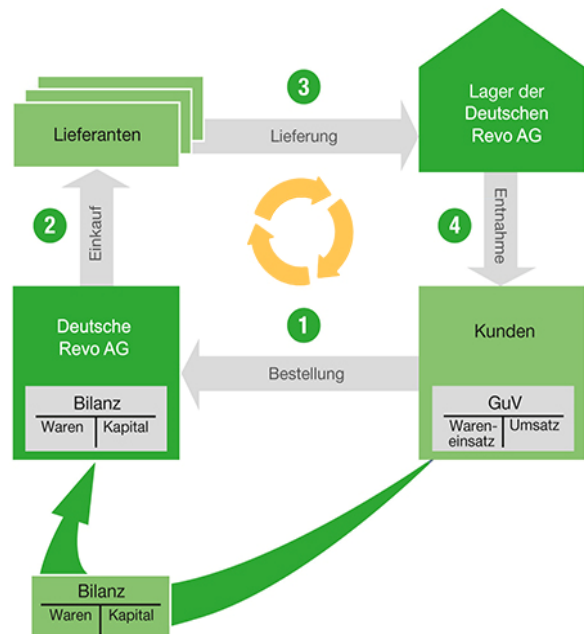 3
Lager der
Deutschen
Revo AG
Lieferanten
Lieferung
2
Einkauf
4
Entnahme
1
Deutsche
Revo AG
Kunden
Bestellung
Bilanz
Waren Kapital
GuV
Waren- Umsatz
einsatz
Bilanz
Waren Kapital